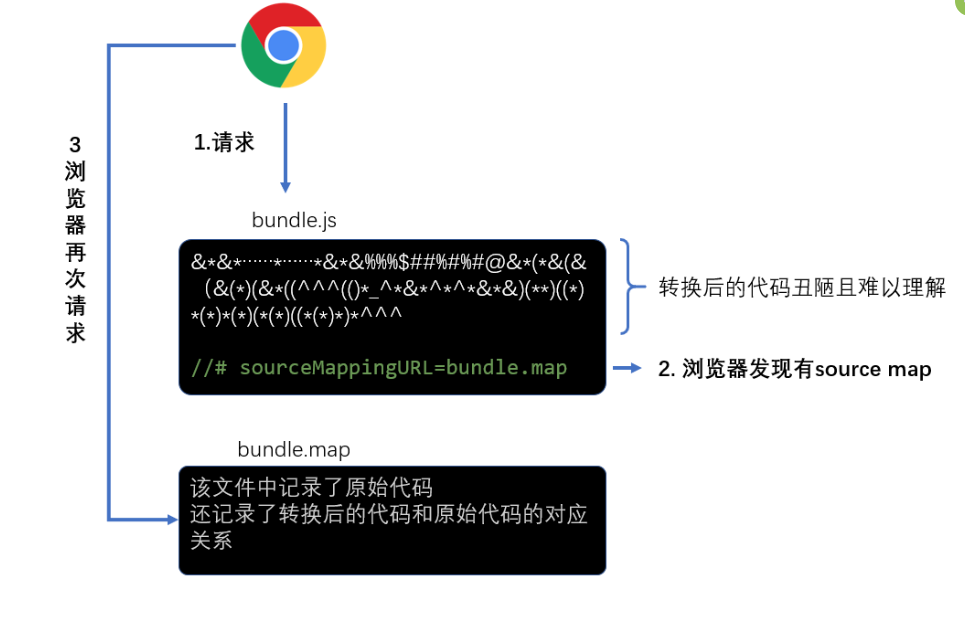 1.请求
3浏览器再次请求
bundle.js
&*&*……*……*&*&%%%$##%#%#@&*(*&(&
（&(*)(&*((^^^(()*_^*&*^*^*&*&)(**)((*)
*(*)*(*)(*(*)((*(*)*)*^^^
//# sourceMappingURL=bundle.map
转换后的代码丑陋且难以理解
2. 浏览器发现有source map
bundle.map
该文件中记录了原始代码
还记录了转换后的代码和原始代码的对应
关系